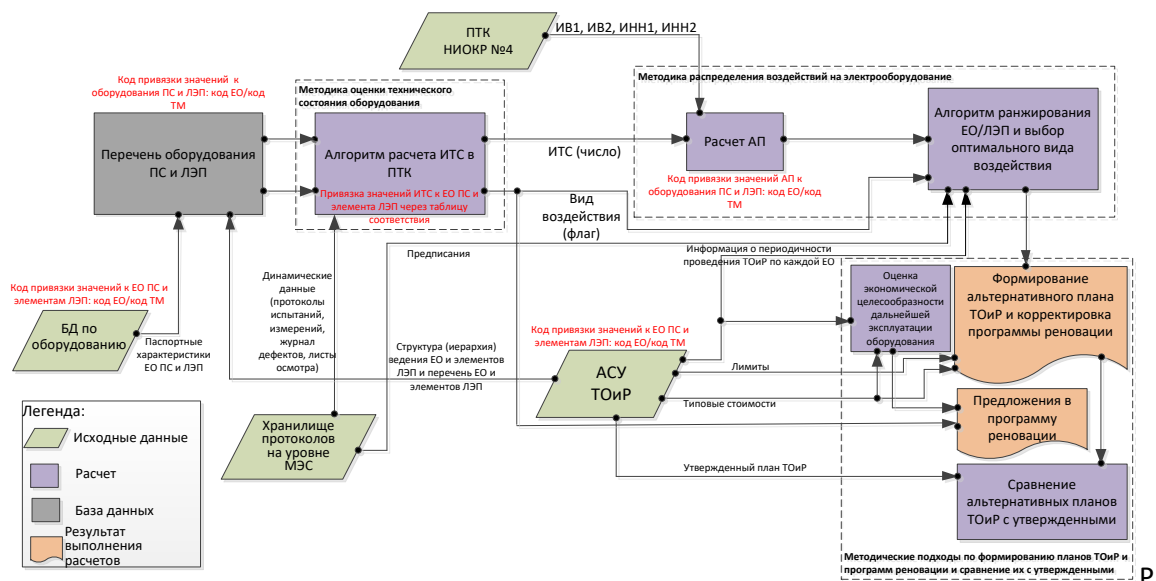 ПТК
НИОКР №4
ИВ1, ИВ2, ИНН1, ИНН2
Код привязки значений к
оборудования ПС и ЛЭП: код ЕО/код
ТМ
Перечень оборудования
ПС и ЛЭП
Методика оценки технического
состояния оборудования
Алгоритм расчета ИТС в
ПТК
Привязка значений ИТС к ЕО ПС и
элемента ЛЭП через таблицу
соответствия
ИТС (число)
Вид
воздействия
(флаг)
Методика распределения воздействий на электрооборудование
Расчет АП
Код привязки значений АП к
оборудования ПС и ЛЭП: код ЕО/код
ТМ
Алгоритм ранжирования
ЕО/ЛЭП и выбор
оптимального вида
воздействия
Предписания
Информация о периодичности
проведения ТОиР по каждой ЕО
Код привязки значений к ЕО ПС и
элементам ЛЭП: код ЕО/код ТМ
БД по
оборудованию
Паспортные
характеристики
ЕО ПС и ЛЭП
Динамические
данные
(протоколы
испытаний,
измерений,
журнал
дефектов, листы
осмотра)
Структура (иерархия)
ведения ЕО и элементов
ЛЭП и перечень ЕО и
элементов ЛЭП
Код привязки значений к ЕО ПС и
элементам ЛЭП: код ЕО/код ТМ
АСУ
ТОиР
Лимиты
Типовые стоимости
Утвержденный план ТОиР
Хранилище
протоколов
на уровне
МЭС
Оценка
экономической
целесообразности
дальнейшей
эксплуатации
оборудования
Формирование
альтернативного плана
ТОиР и корректировка
программы реновации
Предложения в
программу
реновации
Сравнение
альтернативных планов
ТОиР с утвержденными
Методические подходы по формированию планов ТОиР и
программ реновации и сравнение их с утвержденными
Легенда:
Исходные данные
Расчет
База данных
Результат
выполнения
расчетов
Р